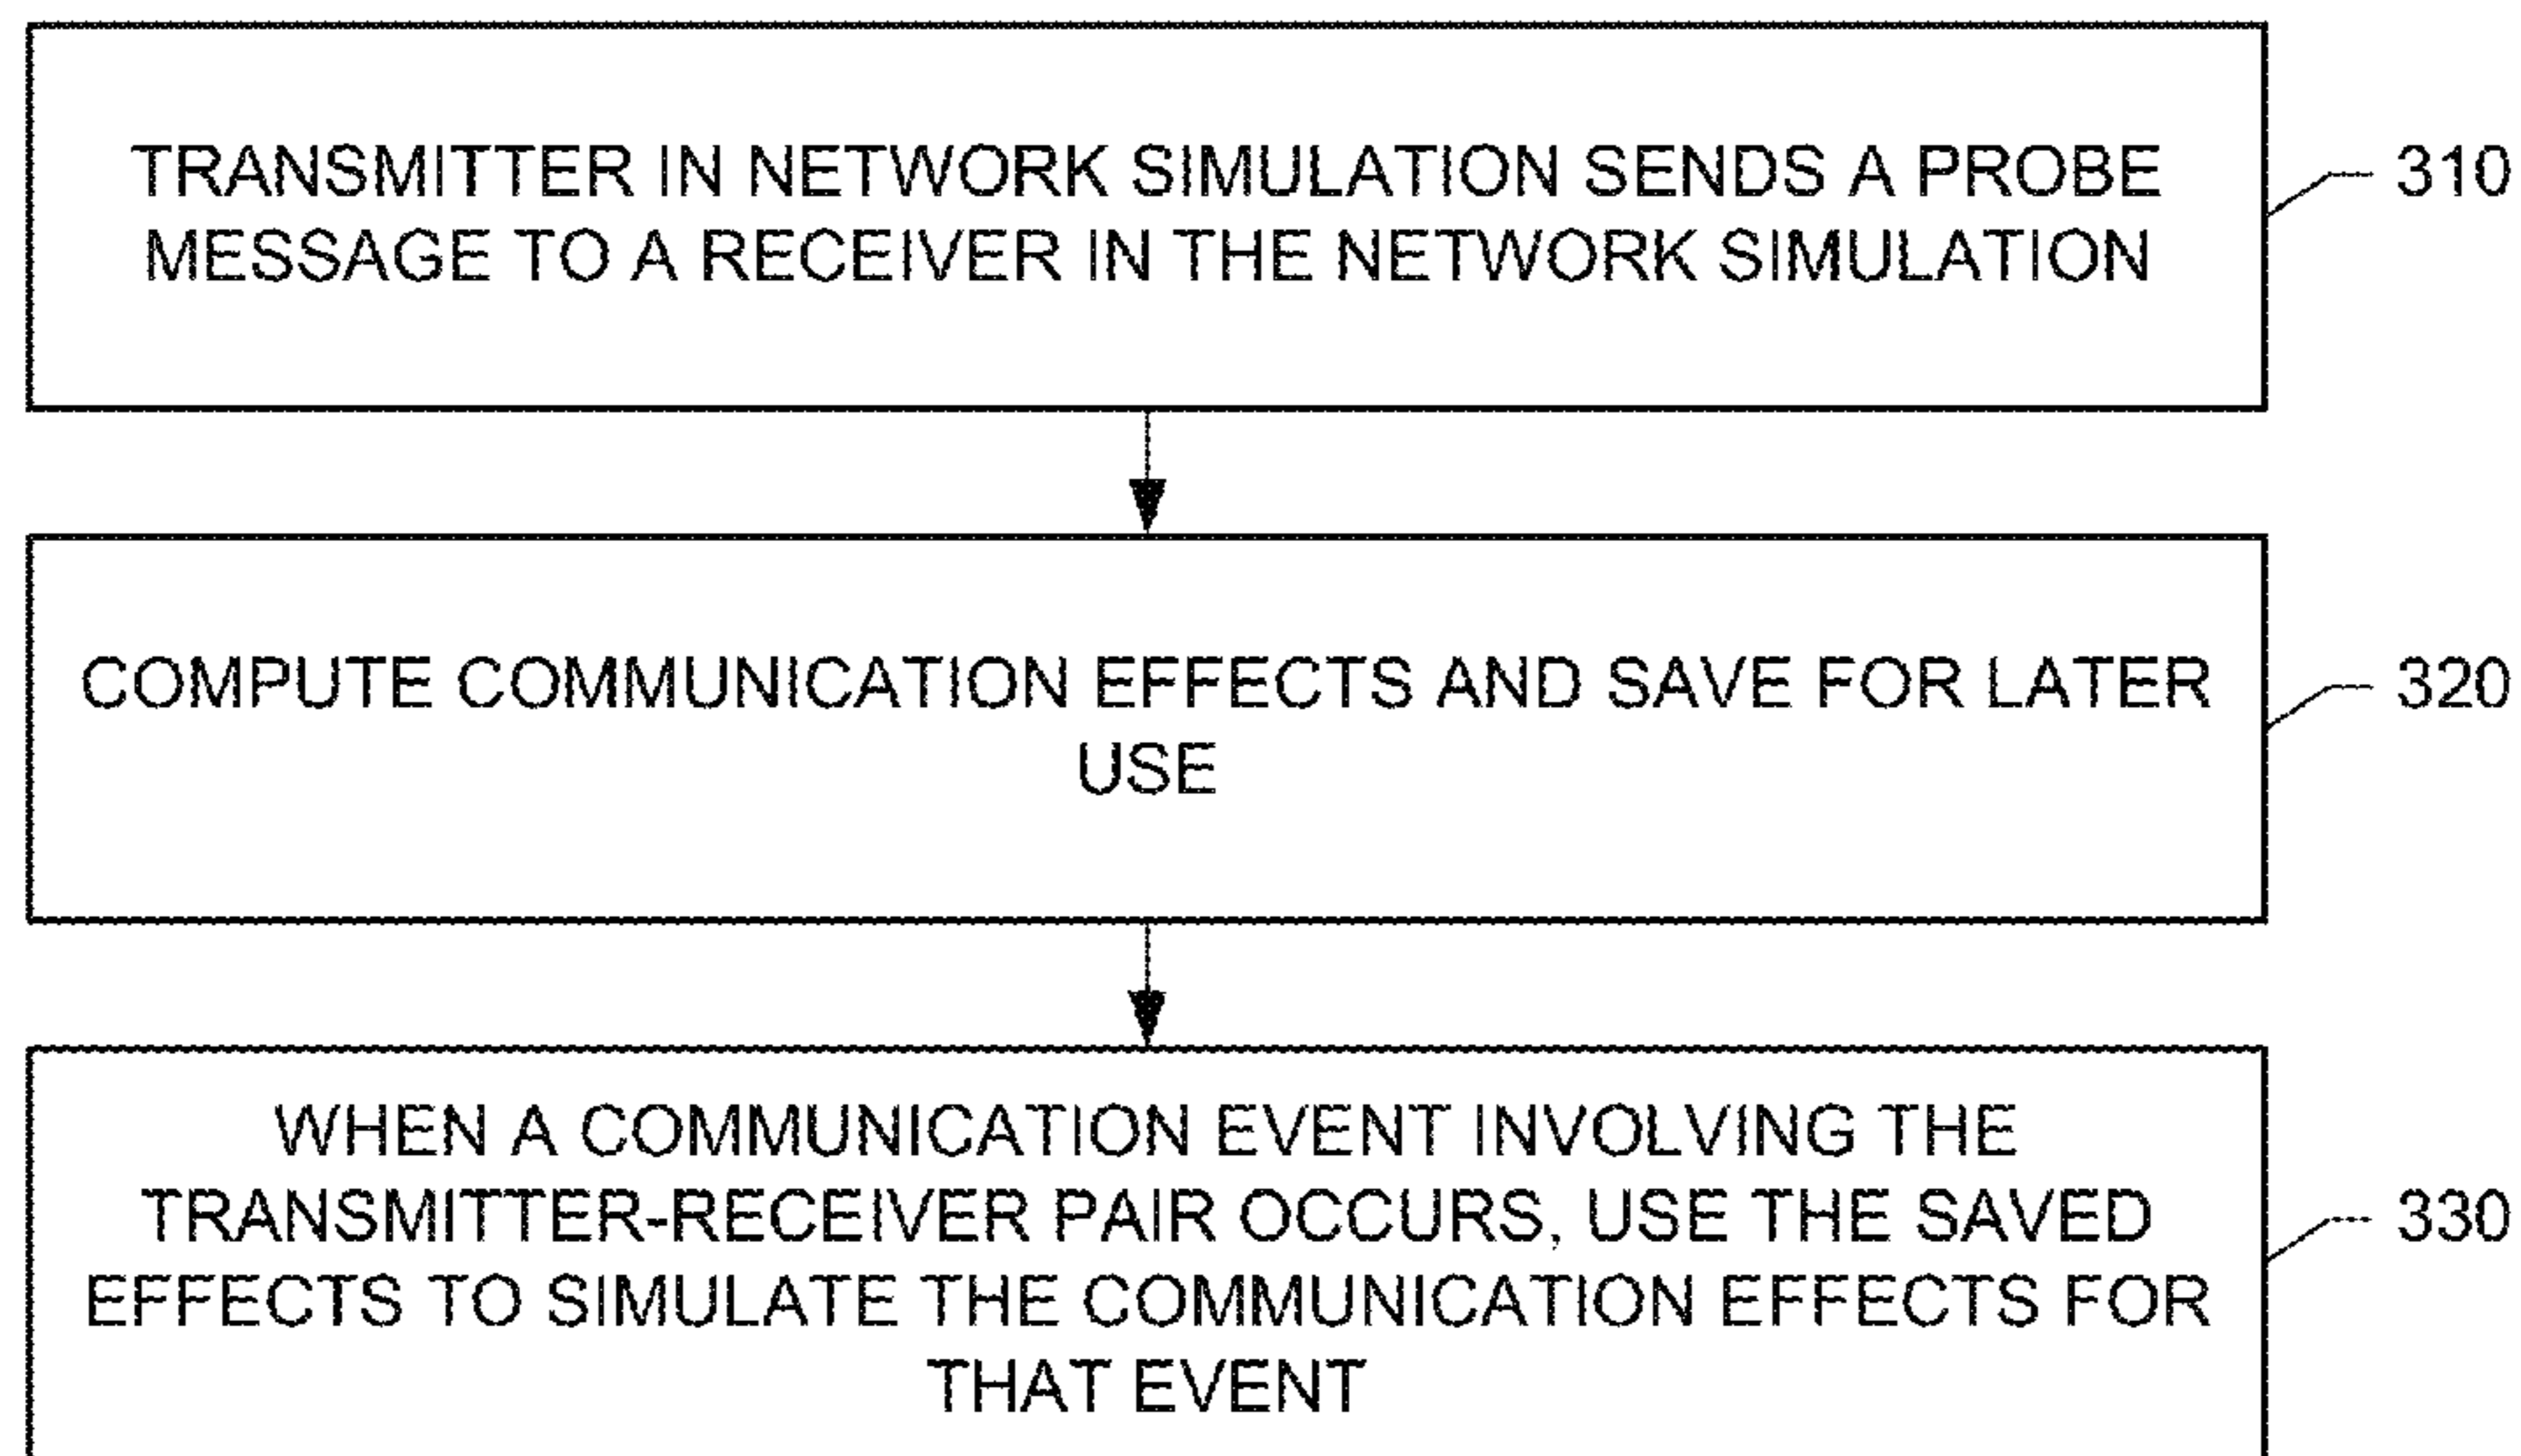 TRANSMITTER IN NETWORK SIMULATION SENDS A PROBE
MESSAGE TO A RECEIVER IN THE NETWORK SIMULATION
310
COMPUTE COMMUNICATION EFFECTS AND SAVE FOR LATER
USE
320
WHEN A COMMUNICATION EVENT INVOLVING THE
TRANSMITTER-RECEIVER PAIR OCCURS, USE THE SAVED
EFFECTS TO SIMULATE THE COMMUNICATION EFFECTS FOR
THAT EVENT
330